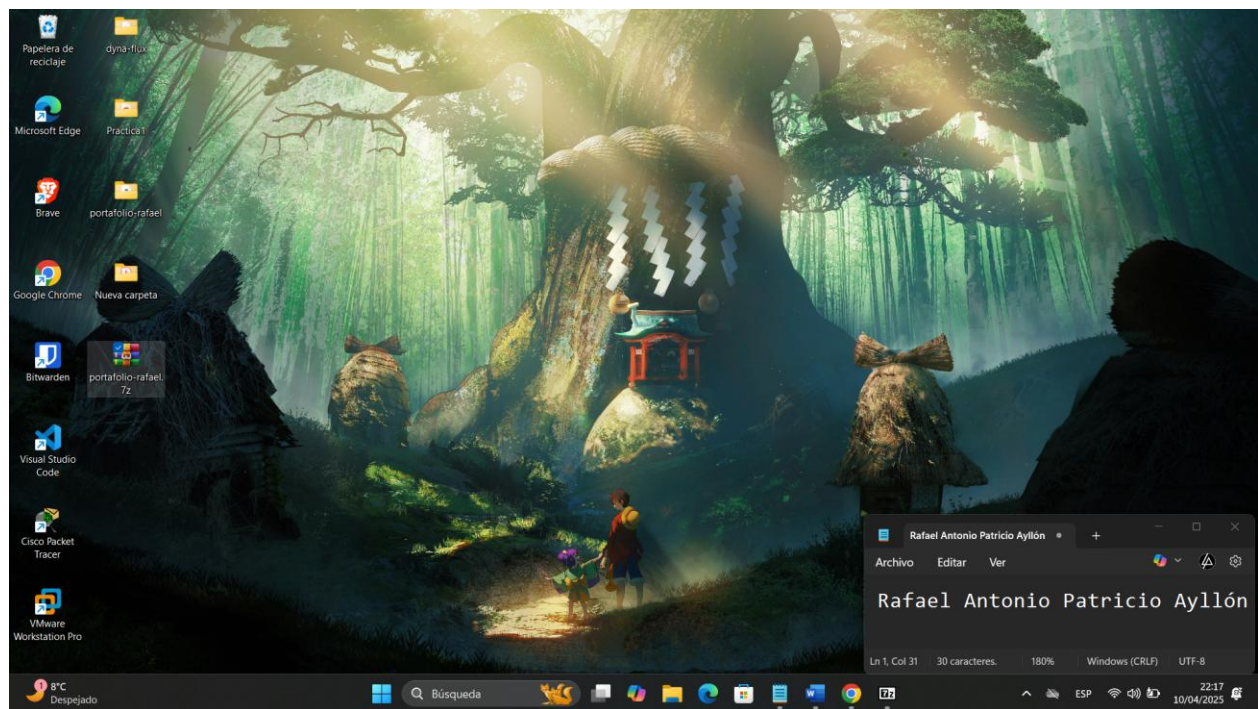 Papelera de
reciclaje
dyna-flux
Microsoft Edge
Practica1
Brave
portafolio-rafael
Google Chrome
Nueva carpeta
Bitwarden
portafolio-rafael.
7z
Visual Studio
Code
Cisco Packet
Tracer
VMware
Workstation Pro
Rafael Antonio Patricio Ayllón
Archivo Editar Ver
Rafael Antonio Patricio Ayllón
Ln 1, Col 31 30 caracteres. 180% Windows (CRLF) UTF-8
1
8°C
Despejado
Búsqueda
7z
ESP
22:17
10/04/2025